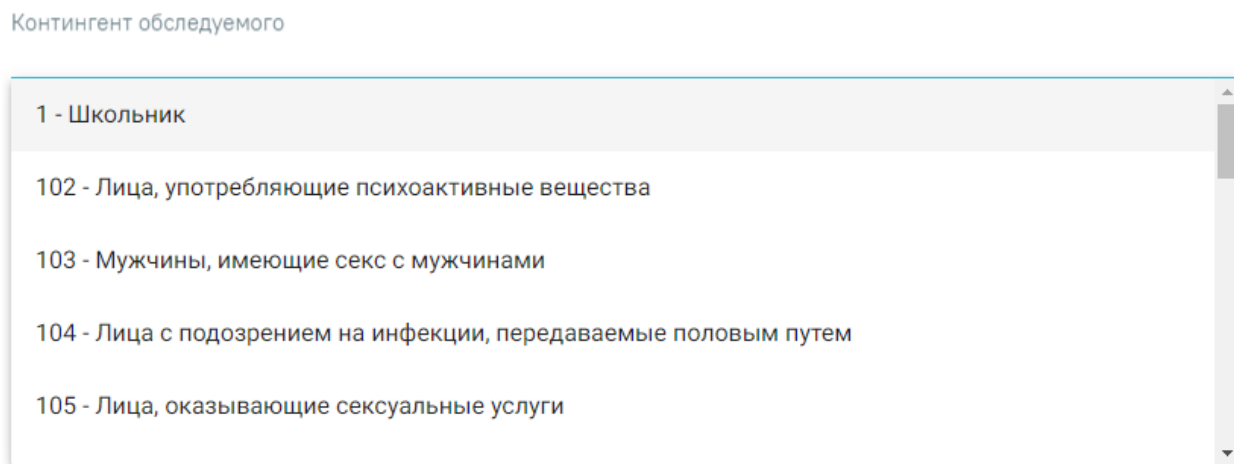 Контингент обследуемого
1 - Школьник
102 - Лица, употребляющие психоактивные вещества
103 - Мужчины, имеющие секс с мужчинами
104 - Лица с подозрением на инфекции, передаваемые половым путем
105 - Лица, оказывающие сексуальные услуги